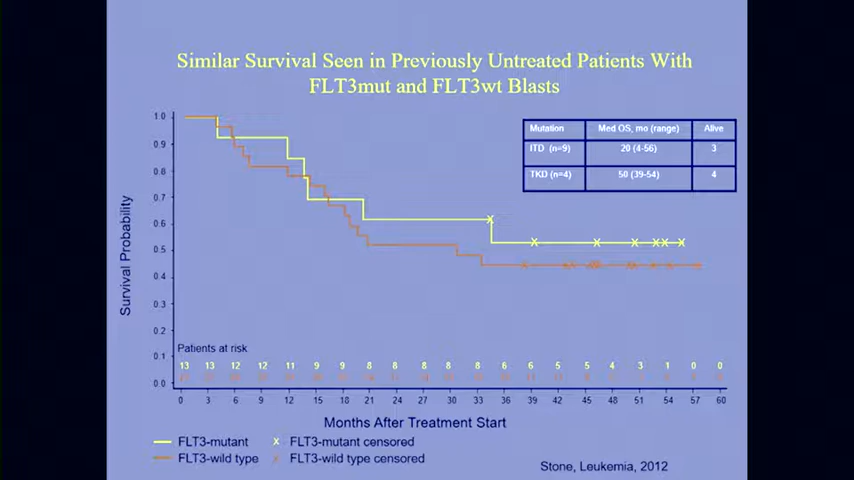 Similar Survival Seen in Previously Untreated Patients With
FLT3mut and FLT3wt Blasts
Mutation Med OS, mo (range) Alive
ITD (n=9) 20 (4-56) 3
TKD (n=4) 50 (39-54) 4
Survival Probability
1.0
0.9
0.8
0.7
0.6
0.5
0.4
0.3
0.2
0.1
0.0
Patients at risk
13 13 12 12 11 9 9 8 8 8 8 8 6 6 5 5 4 3 1 0 0
0 3 6 9 12 15 18 21 24 27 30 33 36 39 42 45 48 51 54 57 60
Months After Treatment Start
FLT3-mutant x FLT3-mutant censored
FLT3-wild type x FLT3-wild type censored
Stone, Leukemia, 2012